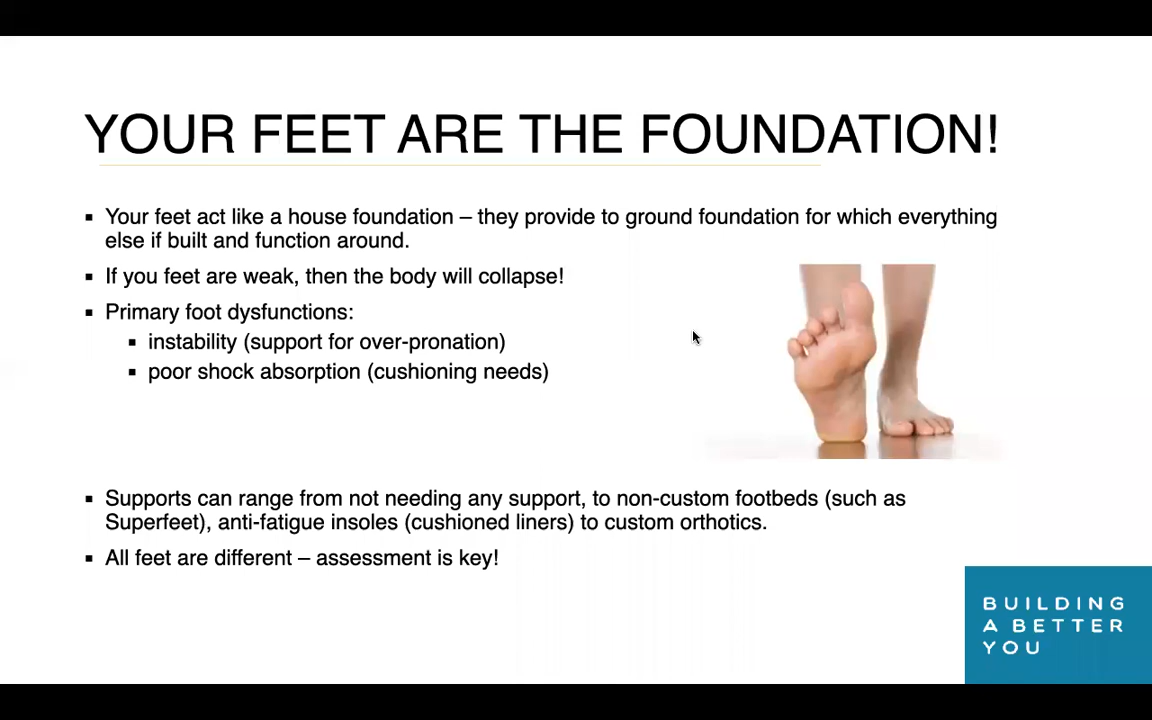 YOUR FEET ARE THE FOUNDATION!
▪ Your feet act like a house foundation – they provide to ground foundation for which everything
else if built and function around.
▪ If you feet are weak, then the body will collapse!
▪ Primary foot dysfunctions:
▪ instability (support for over-pronation)
▪ poor shock absorption (cushioning needs)
▪ Supports can range from not needing any support, to non-custom footbeds (such as
Superfeet), anti-fatigue insoles (cushioned liners) to custom orthotics.
▪ All feet are different – assessment is key!
BUILDING
A BETTER
YOU